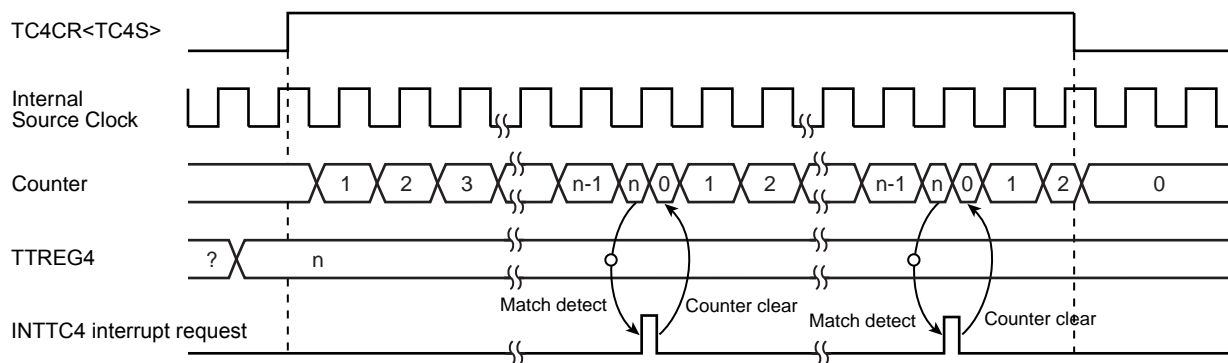 TC4CR<TC4S>
Internal
Source Clock
Counter
1 2 3 n-1 n 0 1 2 n-1 n 0 1 2 0
TTREG4
? n
Match detect Counter clear Match detect Counter clear
INTTC4 interrupt request